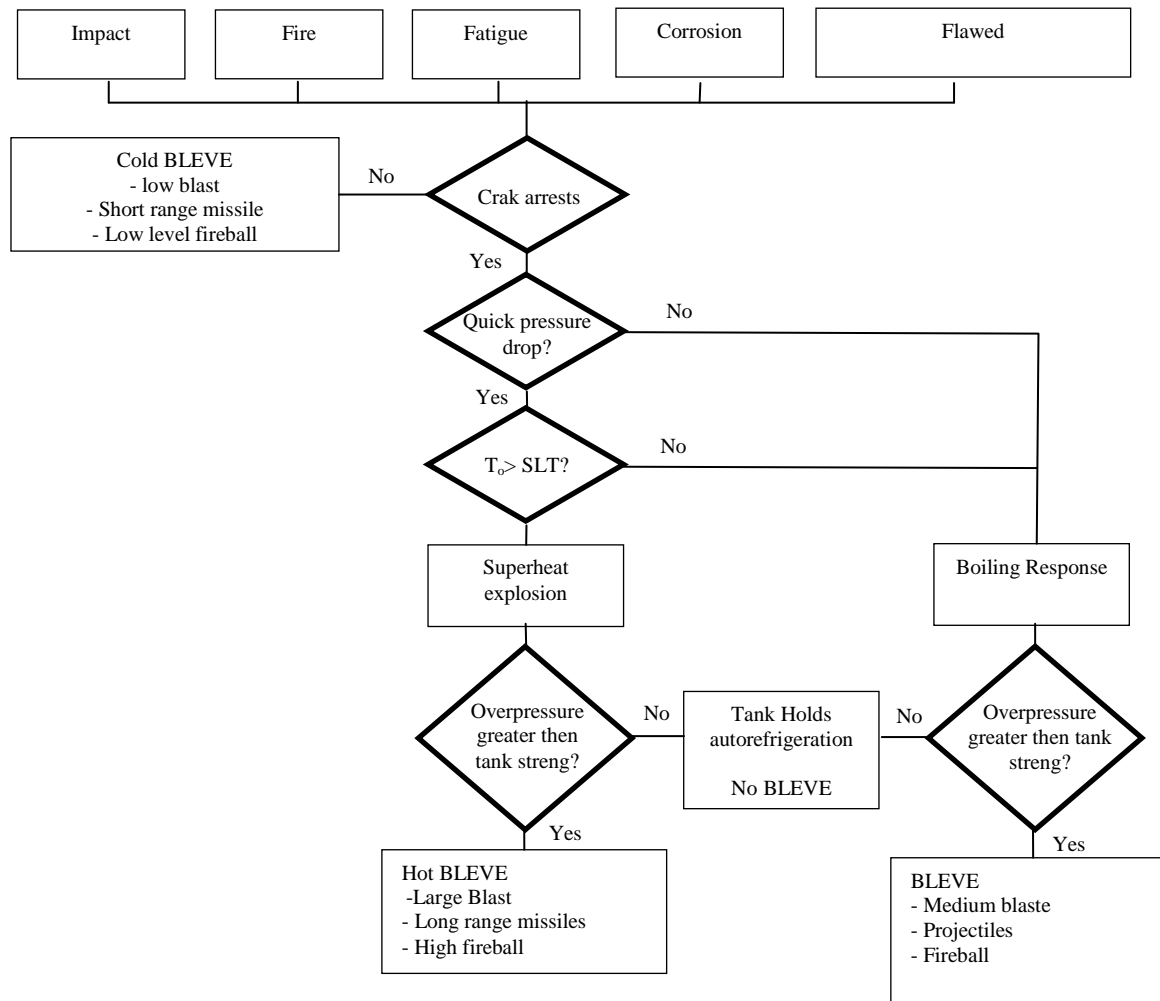 Impact
Fire
Fatigue
Corrosion
Flawed
Cold BLEVE
- low blast
- Short range missile
- Low level fireball
No
Crak arrests
Yes
Quick pressure
drop?
No
Yes
To> SLT?
No
Superheat
explosion
Boiling Response
Overpressure
greater then
tank streng?
No
Tank Holds
autorefrigeration
No BLEVE
No
Overpressure
greater then tank
streng?
Yes
Hot BLEVE
-Large Blast
- Long range missiles
- High fireball
Yes
BLEVE
- Medium blaste
- Projectiles
- Fireball